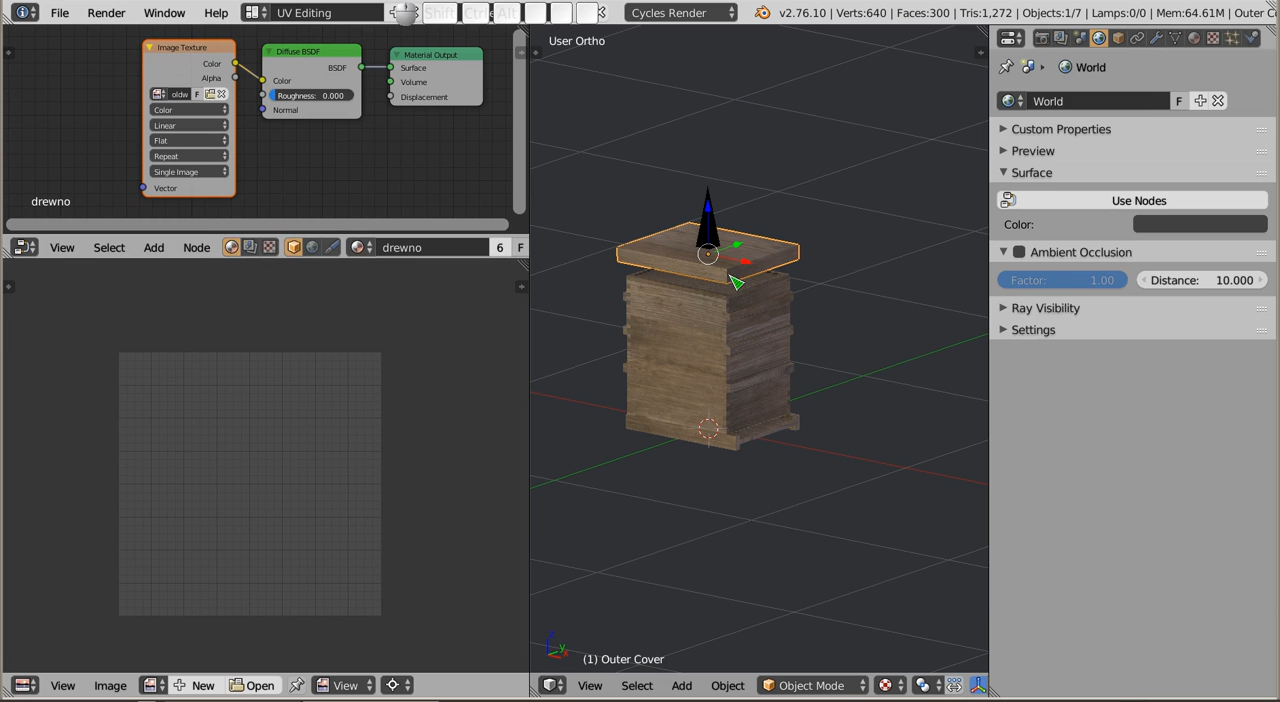 File Render Window Help UV Editing Shift Ctrl Alt Cycles Render v2.76.10 | Verts:640 | Faces:300 | Tris:1,272 | Objects:1/7 | Lamps:0/0 | Mem:64.61M | Outer C
Image Texture
Color
Alpha
oldw F
Color
Linear
Flat
Repeat
Single Image
Vector
Diffuse BSDF
BSDF
Color
Roughness: 0.000
Normal
Material Output
Surface
Volume
Displacement
drewno
View Select Add Node drewno 6 F
View Image New Open View
User Ortho
z
y
x
(1) Outer Cover
View Select Add Object Object Mode
World
World F
Custom Properties
Preview
Surface
Use Nodes
Color:
Ambient Occlusion
Factor: 1.00 Distance: 10.000
Ray Visibility
Settings